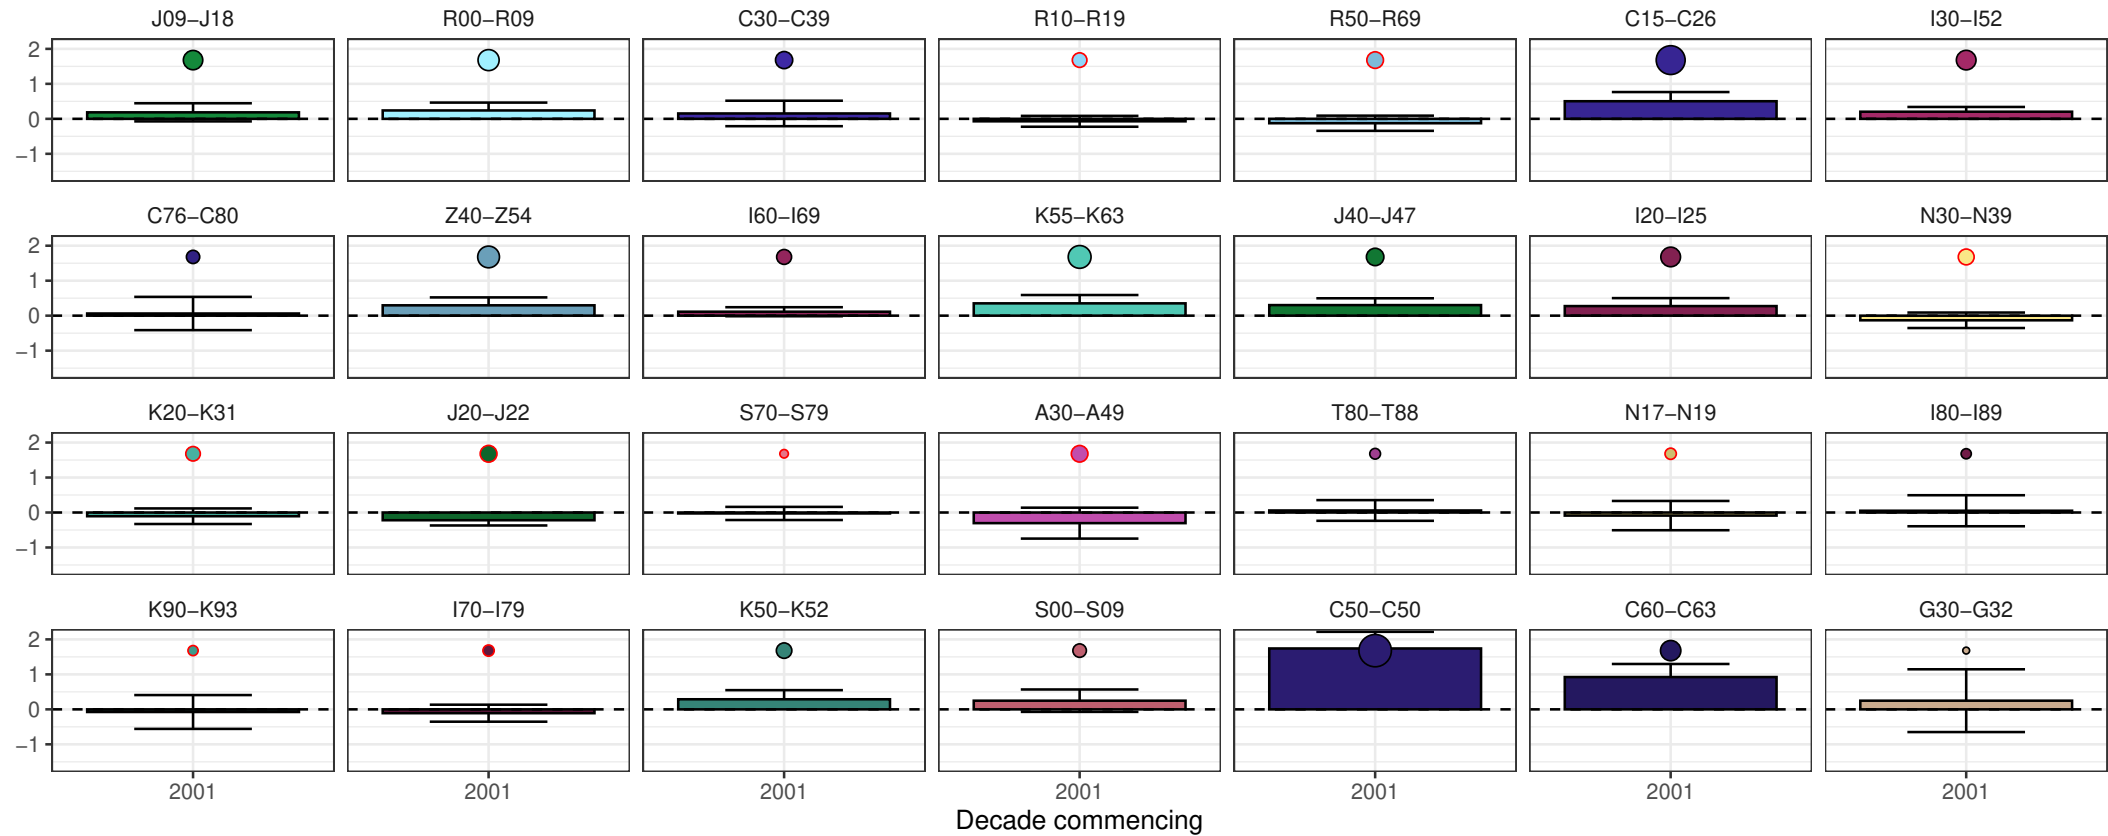 J09−J18 R00−R09 C30−C39 R10−R19 R50−R69 C15−C26 I30−I52
2
1
0
−1
C76−C80 Z40−Z54 I60−I69 K55−K63 J40−J47 I20−I25 N30−N39
2
1
0
−1
K20−K31 J20−J22 S70−S79 A30−A49 T80−T88 N17−N19 I80−I89
2
1
0
−1
K90−K93 I70−I79 K50−K52 S00−S09 C50−C50 C60−C63 G30−G32
2
1
0
−1
2001 2001 2001 2001 2001 2001 2001
Decade commencing